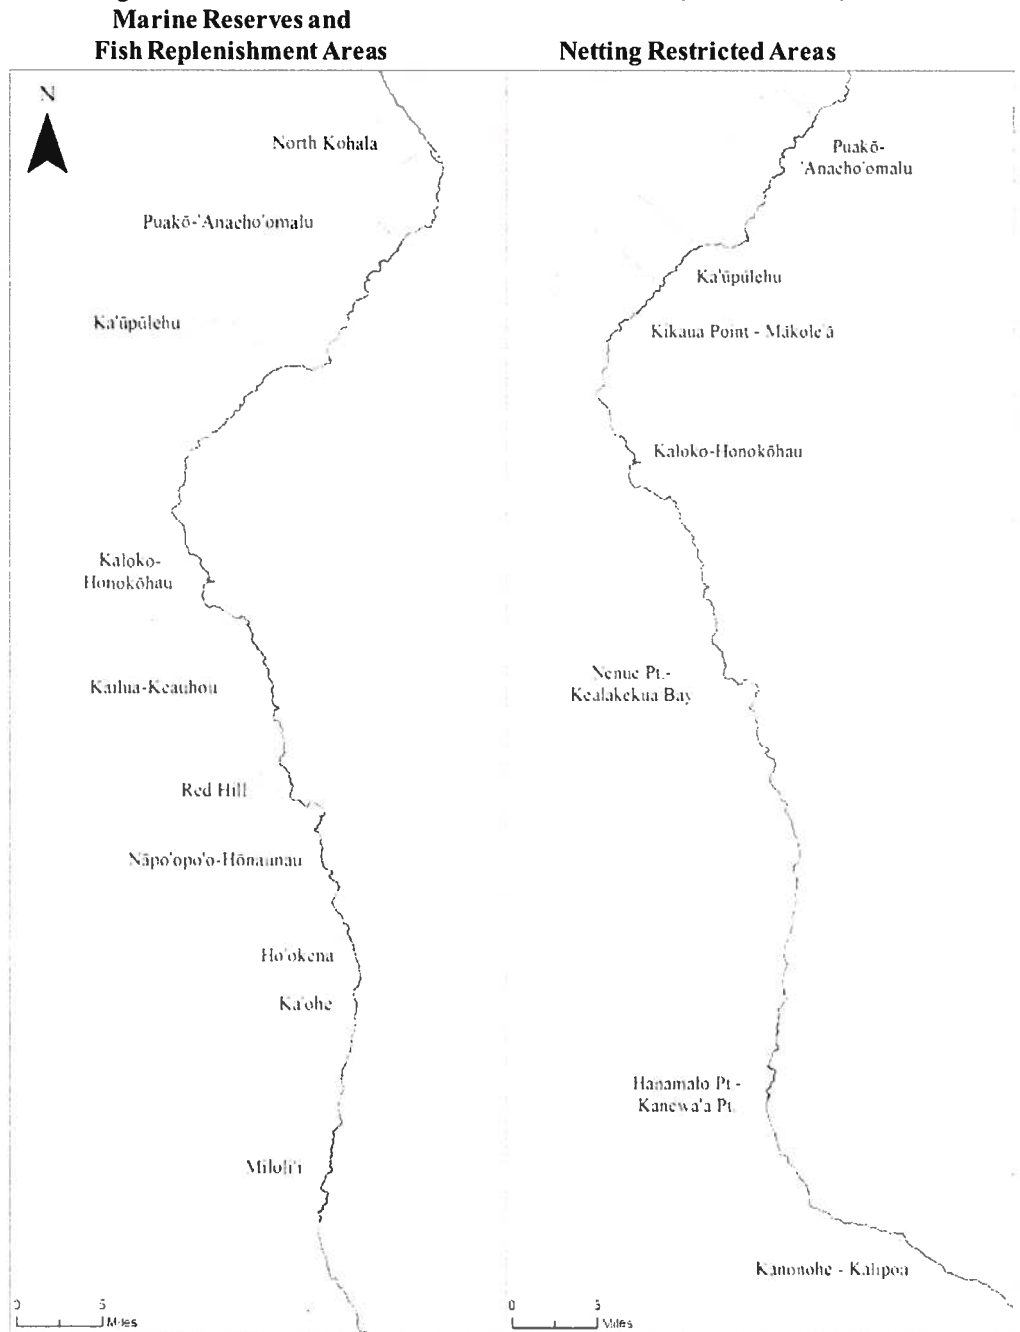 Marine Reserves and
Fish Replenishment Areas
N
North Kohala
Puakō-'Anaeho'omalu
Ka'ūpūlehu
Kaloko-
Honokōhau
Kailua-Keauhou
Red Hill
Nāpo'opo'o-Hōnaunau
Ho'okena
Ka'ohe
Miloli'i
0 5
Miles
Netting Restricted Areas
Puakō-
'Anaeho'omalu
Ka'ūpūlehu
Kikaua Point - Mākole'ā
Kaloko-Honokōhau
Nenue Pt.-
Kealakekua Bay
Hanamalo Pt -
Kanewa'a Pt.
Kanonohe - Kalipoa
0 5
Miles